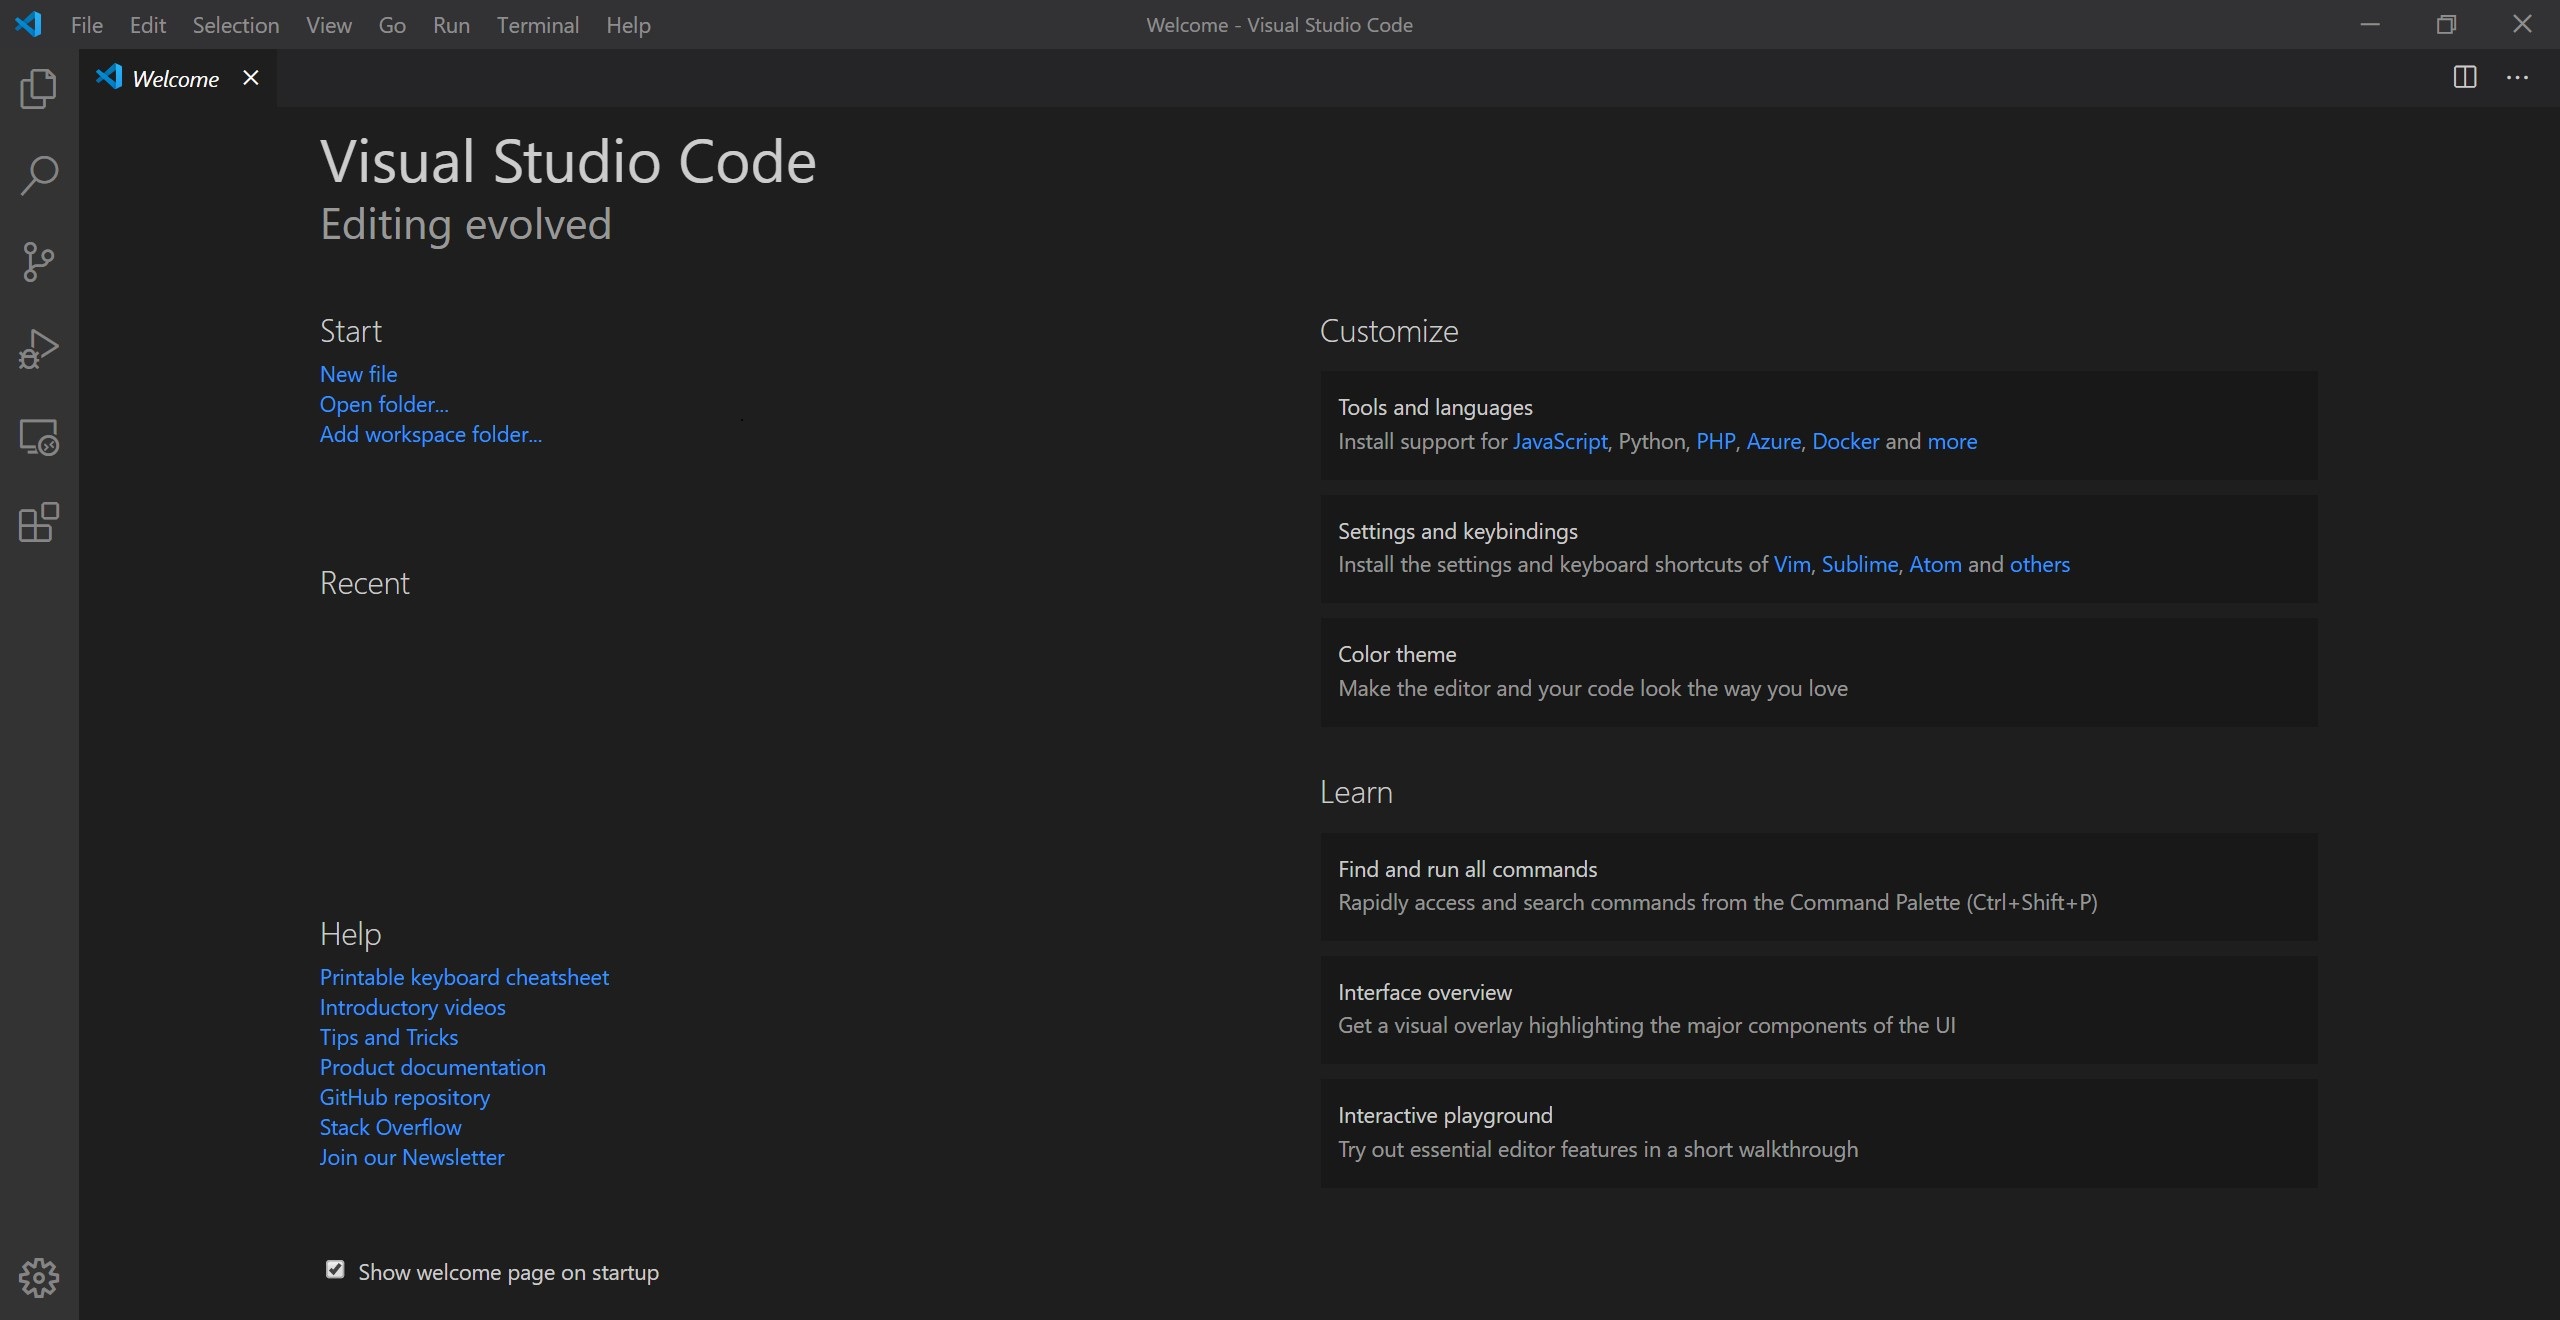 File Edit Selection View Go Run Terminal Help
Welcome - Visual Studio Code
Welcome
Visual Studio Code
Editing evolved
Start
New file
Open folder...
Add workspace folder...
Recent
Help
Printable keyboard cheatsheet
Introductory videos
Tips and Tricks
Product documentation
GitHub repository
Stack Overflow
Join our Newsletter
Show welcome page on startup
Customize
Tools and languages
Install support for JavaScript, Python, PHP, Azure, Docker and more
Settings and keybindings
Install the settings and keyboard shortcuts of Vim, Sublime, Atom and others
Color theme
Make the editor and your code look the way you love
Learn
Find and run all commands
Rapidly access and search commands from the Command Palette (Ctrl+Shift+P)
Interface overview
Get a visual overlay highlighting the major components of the UI
Interactive playground
Try out essential editor features in a short walkthrough